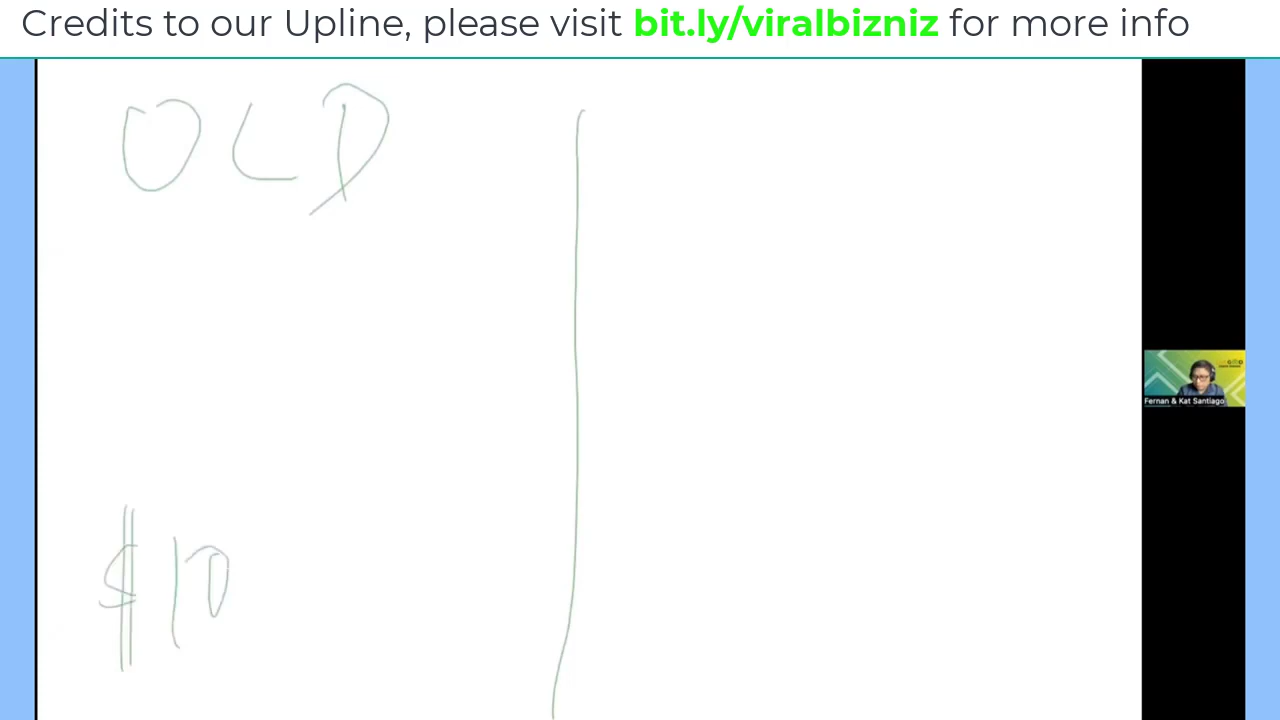 Credits to our Upline, please visit bit.ly/viralbizniz for more info
OLD
$10
Fernan & Kat Santiago